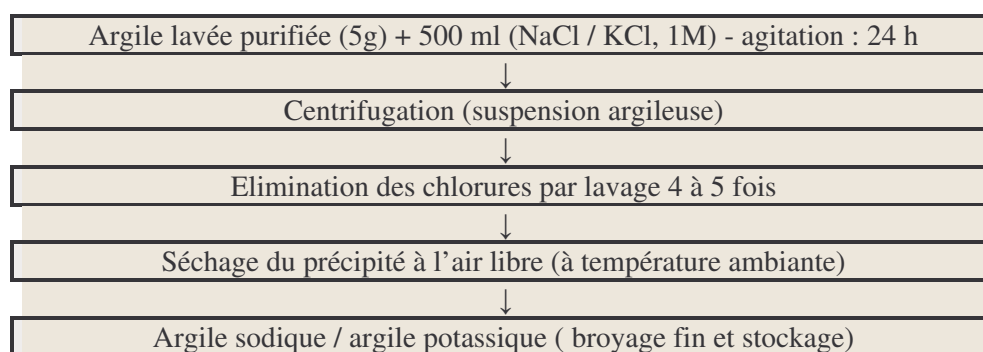 Argile lavée purifiée (5g) + 500 ml (NaCl / KCl, 1M) - agitation : 24 h
↓
Centrifugation (suspension argileuse)
↓
Elimination des chlorures par lavage 4 à 5 fois
↓
Séchage du précipité à l’air libre (à température ambiante)
↓
Argile sodique / argile potassique ( broyage fin et stockage)